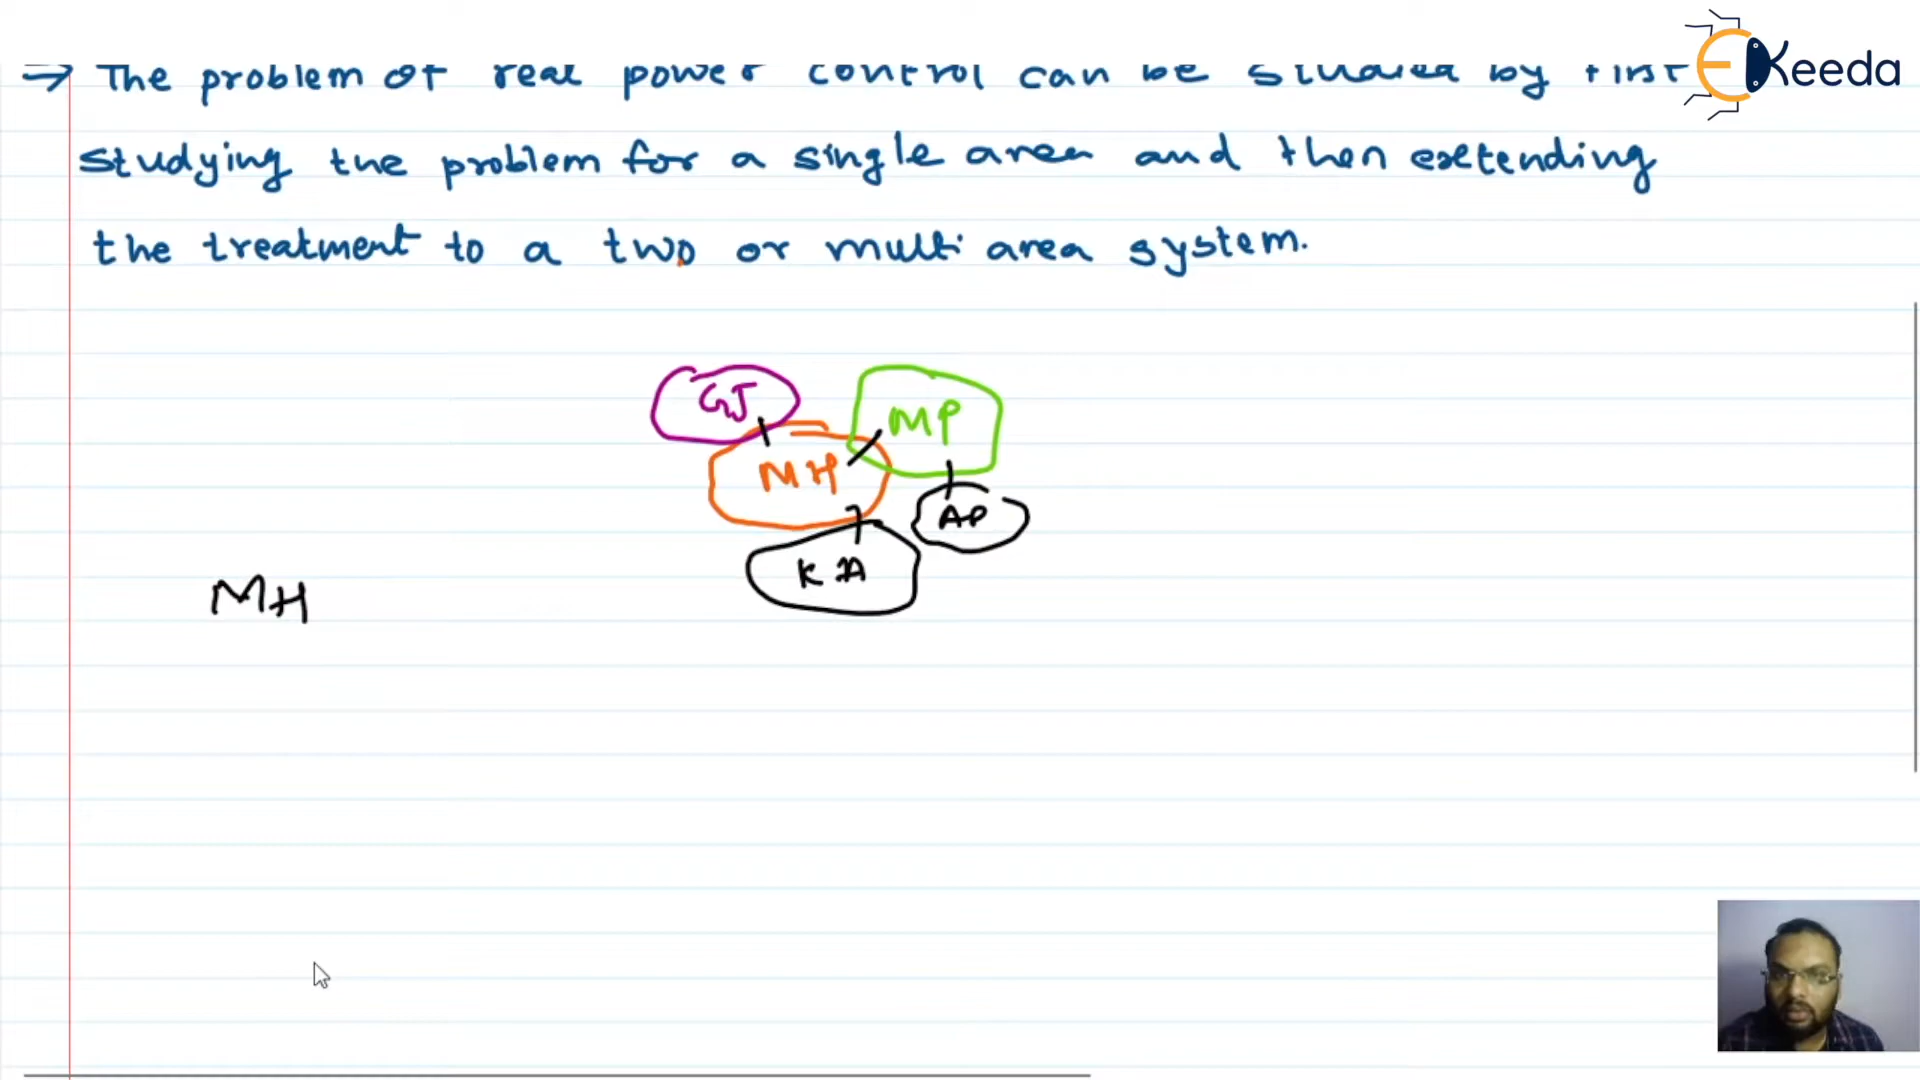 → The problem of real power control can be studied by first
studying the problem for a single area and then extending
the treatment to a two or multi area system.
EKeeda
GJ
MP
MH
AP
KA
MH